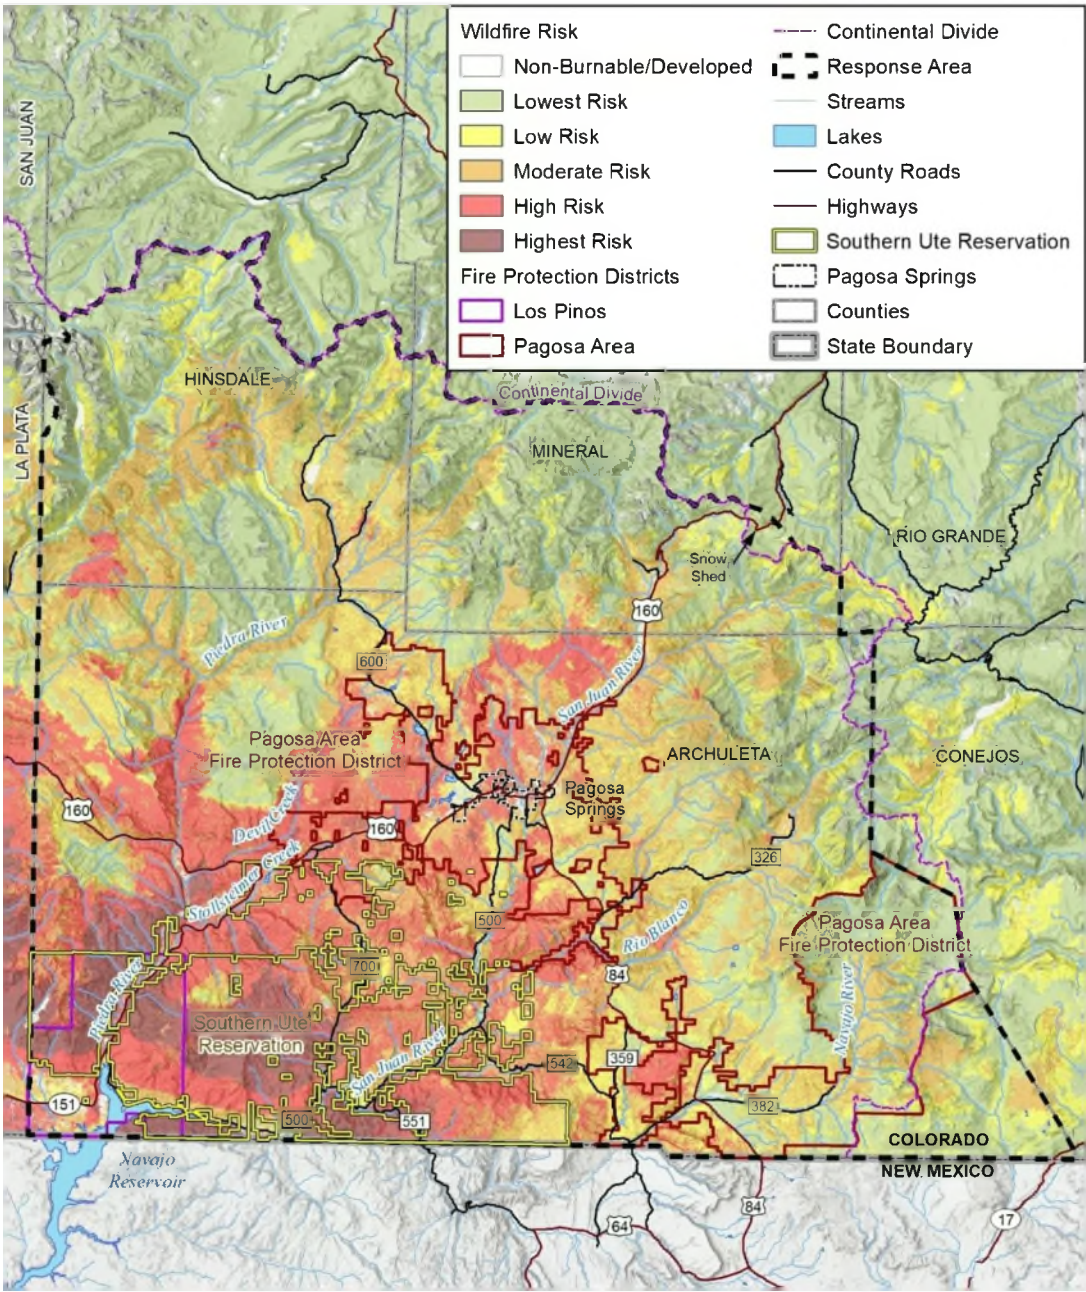 Wildfire Risk
Non-Burnable/Developed
Lowest Risk
Low Risk
Moderate Risk
High Risk
Highest Risk
Fire Protection Districts
Los Pinos
Pagosa Area
Continental Divide
Response Area
Streams
Lakes
County Roads
Highways
Southern Ute Reservation
Pagosa Springs
Counties
State Boundary
SAN JUAN
HINSDALE
Continental Divide
LA PLATA
MINERAL
RIO GRANDE
Snow
Shed
160
Piedra River
600
San Juan River
Pagosa Area
Fire Protection District
ARCHULETA
CONEJOS
Pagosa
Springs
160
Devil Creek
160
326
Stollsteimer Creek
500
Rio Blanco
Pagosa Area
Fire Protection District
700
84
Piedra River
Navajo River
Southern Ute
Reservation
San Juan River
359
542
151
500
551
382
COLORADO
NEW MEXICO
Navajo
Reservoir
84
64
17